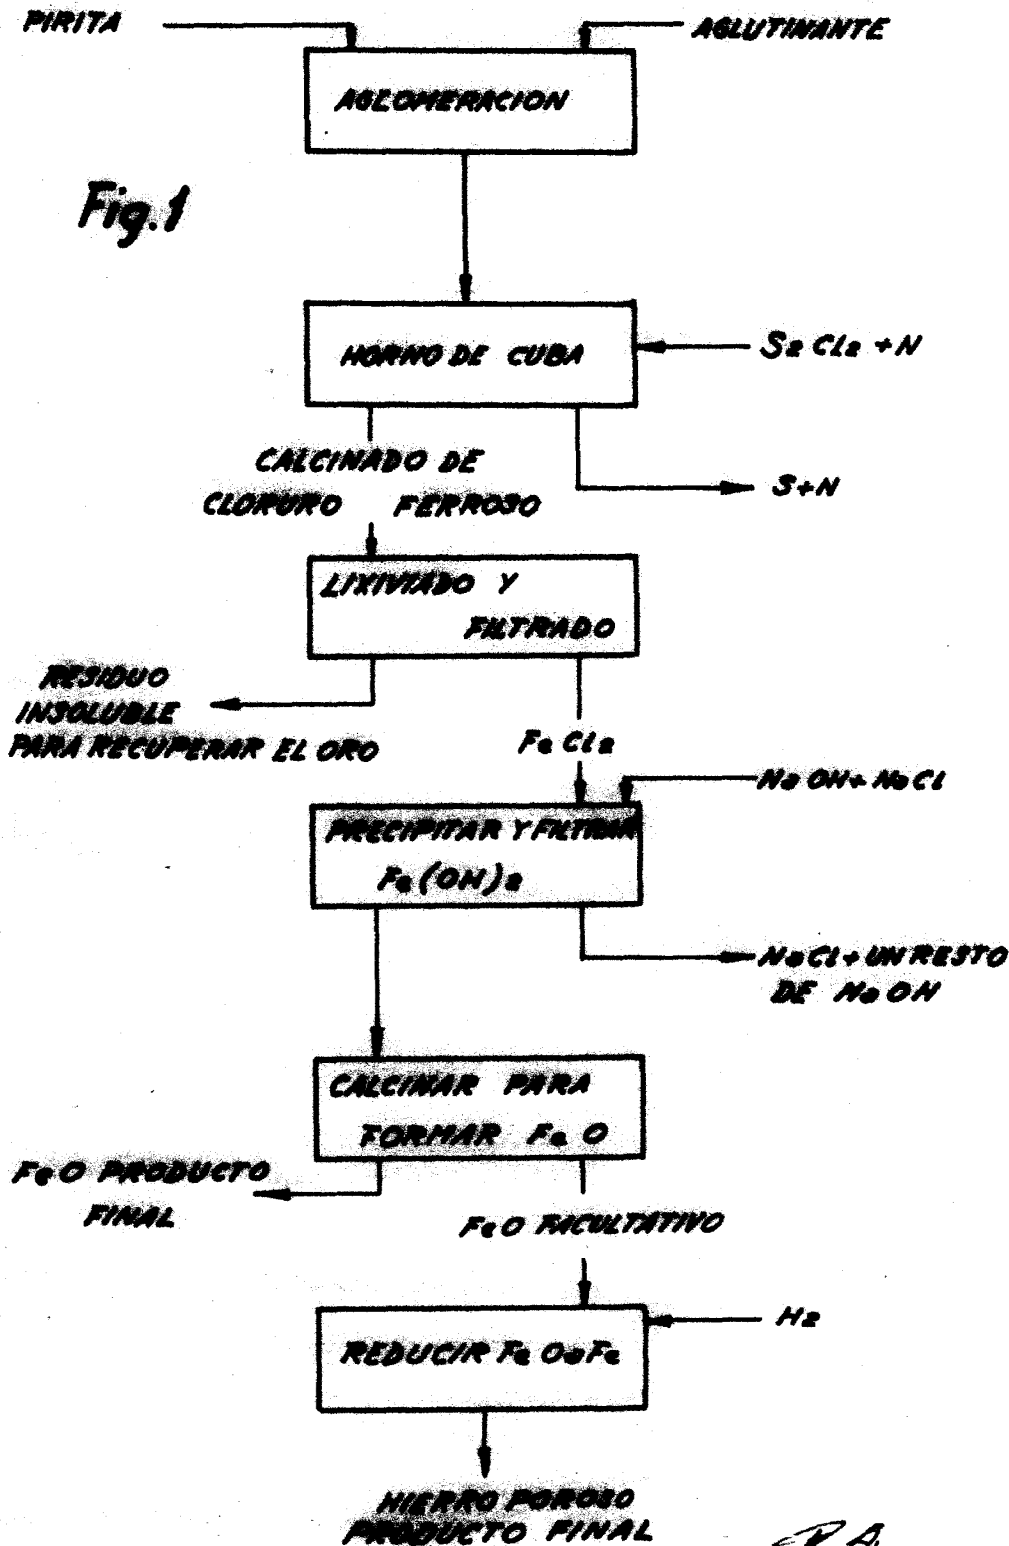 PIRITA
AGLUTINANTE
AGLOMERACION
Fig.1
HORNO DE CUBA
S2 Cl2 + N
CALCINADO DE
CLORURO FERROSO
S+N
LIXIVIADO Y
FILTRADO
RESIDUO
INSOLUBLE
PARA RECUPERAR EL ORO
Fe Cl2
Na OH + Na Cl
PRECIPITAR Y FILTRAR
Fe (OH)2
Na Cl + UN RESTO
DE Na OH
CALCINAR PARA
FORMAR Fe O
Fe O PRODUCTO
FINAL
Fe O FACULTATIVO
H2
REDUCIR Fe O a Fe
HIERRO POROSO
PRODUCTO FINAL